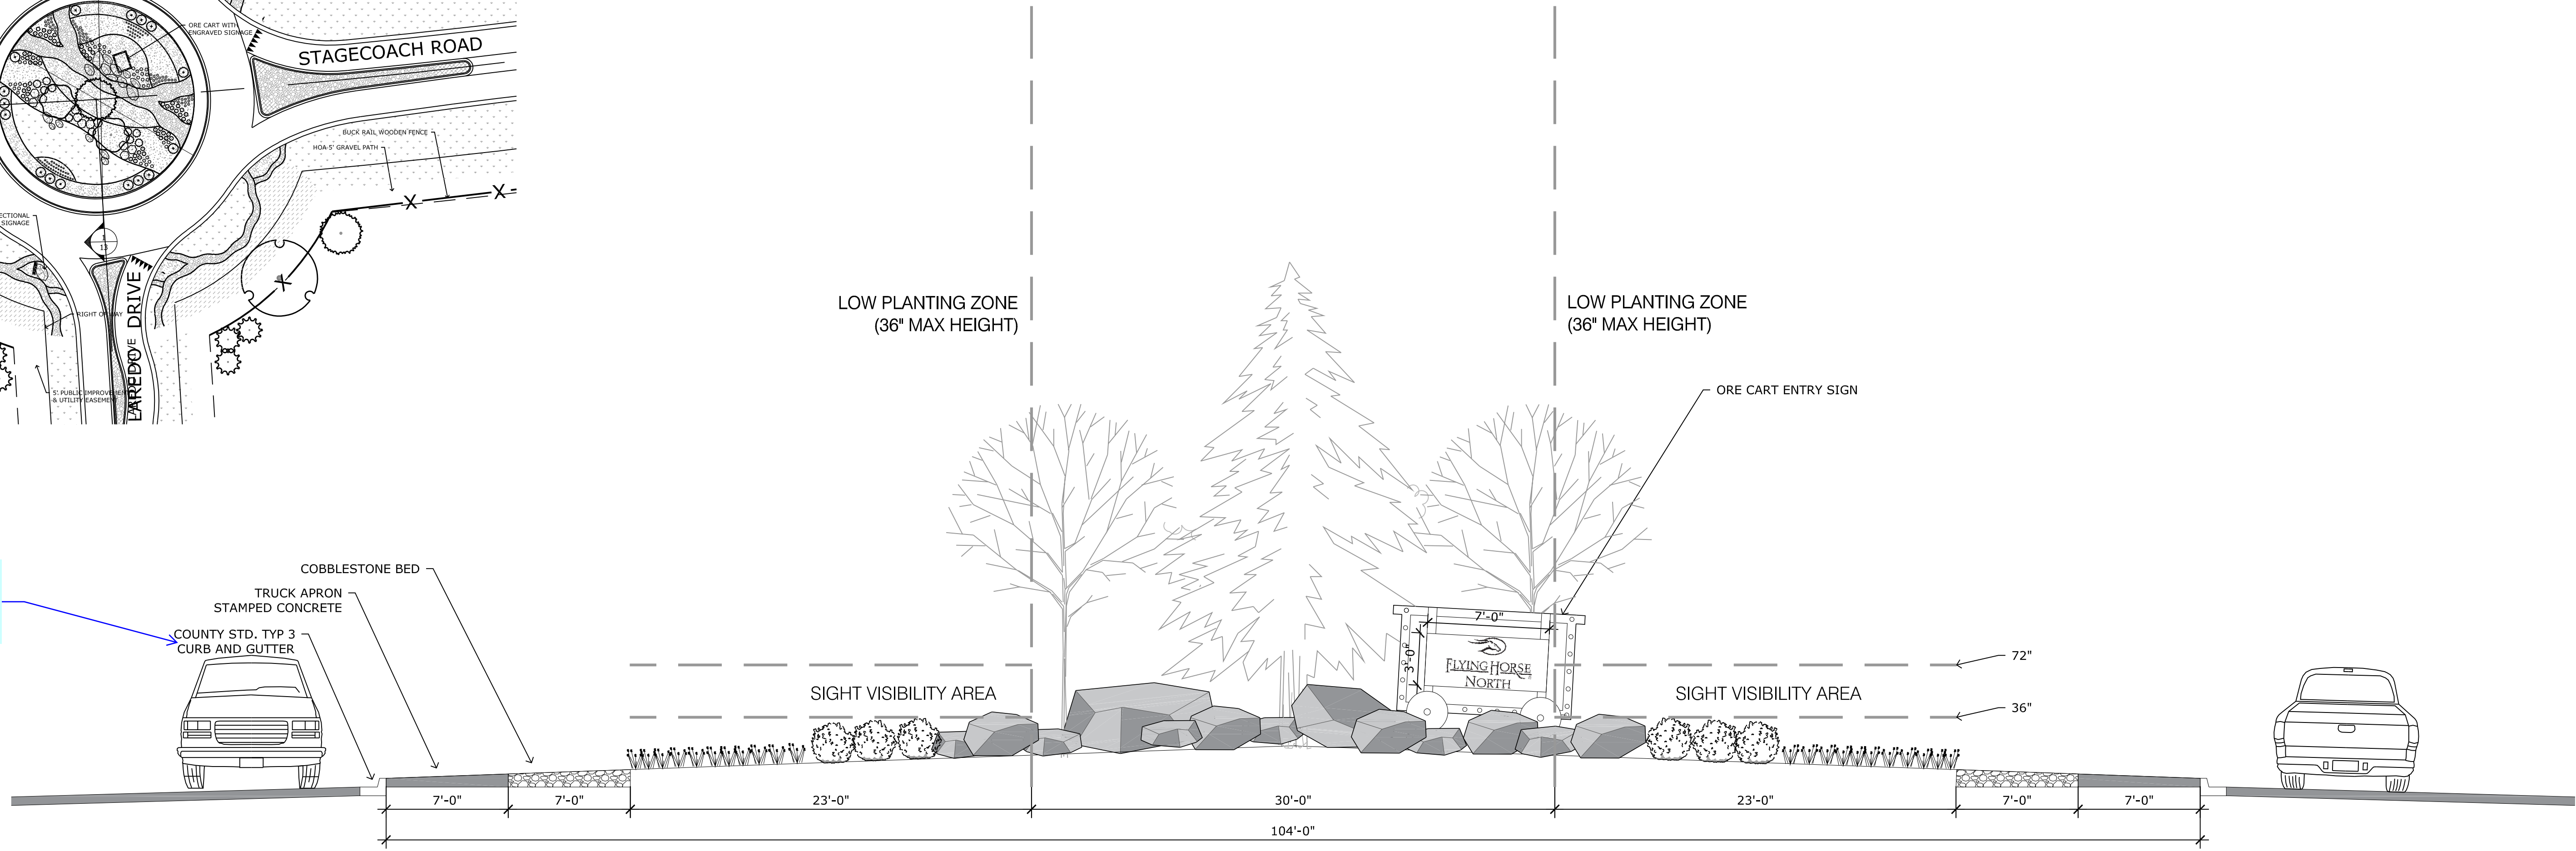 ORE CART WITH
ENGRAVED SIGNAGE
STAGECOACH ROAD
BUCK RAIL WOODEN FENCE
HOA 5' GRAVEL PATH
X
X
X
ECTIONAL
SIGNAGE
1
13
RIGHT OF WAY
LAREDO DRIVE
5' PUBLIC IMPROVEMENT
& UTILITY EASEMENT
LOW PLANTING ZONE
(36" MAX HEIGHT)
LOW PLANTING ZONE
(36" MAX HEIGHT)
ORE CART ENTRY SIGN
COBBLESTONE BED
TRUCK APRON
STAMPED CONCRETE
COUNTY STD. TYP 3
CURB AND GUTTER
7'-0"
3'-0"
FLYING HORSE
NORTH
72"
SIGHT VISIBILITY AREA
SIGHT VISIBILITY AREA
36"
7'-0"
7'-0"
23'-0"
30'-0"
23'-0"
7'-0"
7'-0"
104'-0"